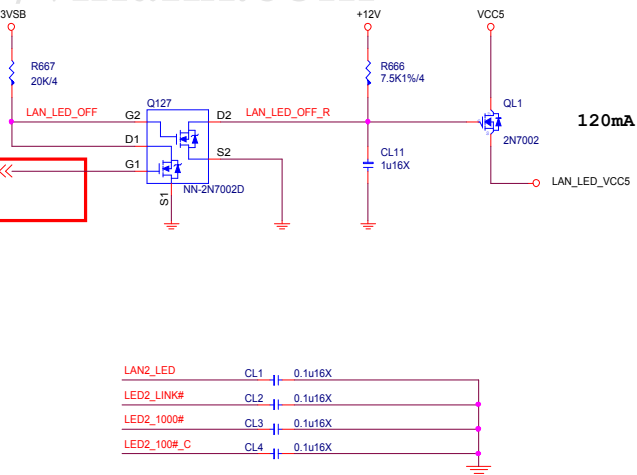 3VSB
+12V
VCC5
R667
20K/4
R666
7.5K1%/4
LAN_LED_OFF
G2
Q127
D2
LAN_LED_OFF_R
QL1
120mA
D1
2N7002
S2
CL11
1u16X
G1
NN-2N7002D
LAN_LED_VCC5
S1
LAN2_LED
CL1
0.1u16X
LED2_LINK#
CL2
0.1u16X
LED2_1000#
CL3
0.1u16X
LED2_100#_C
CL4
0.1u16X